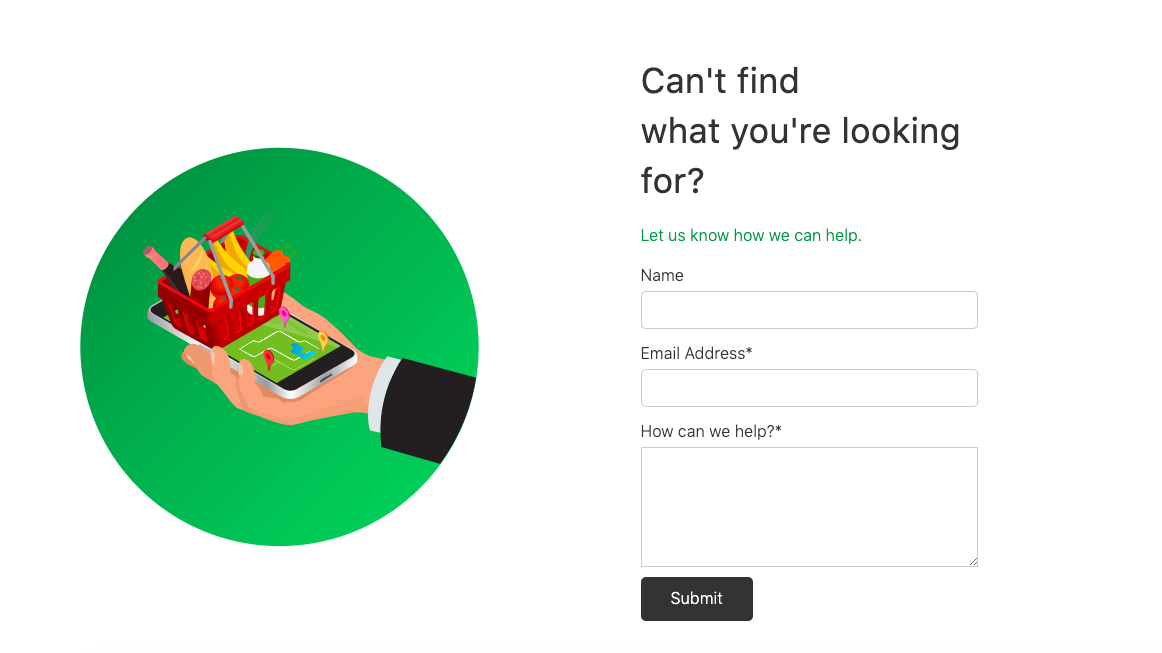 Can't find
what you're looking
for?
Let us know how we can help.
Name
Email Address*
How can we help?*
Submit